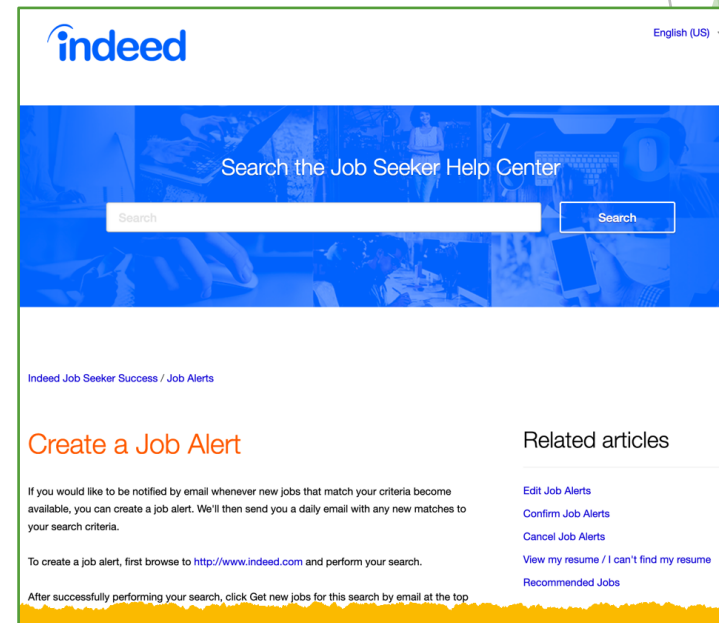 indeed
English (US)
Search the Job Seeker Help Center
Search
Search
Indeed Job Seeker Success / Job Alerts
Create a Job Alert
If you would like to be notified by email whenever new jobs that match your criteria become
available, you can create a job alert. We'll then send you a daily email with any new matches to
your search criteria.
To create a job alert, first browse to http://www.indeed.com and perform your search.
After successfully performing your search, click Get new jobs for this search by email at the top
Related articles
Edit Job Alerts
Confirm Job Alerts
Cancel Job Alerts
View my resume / I can't find my resume
Recommended Jobs